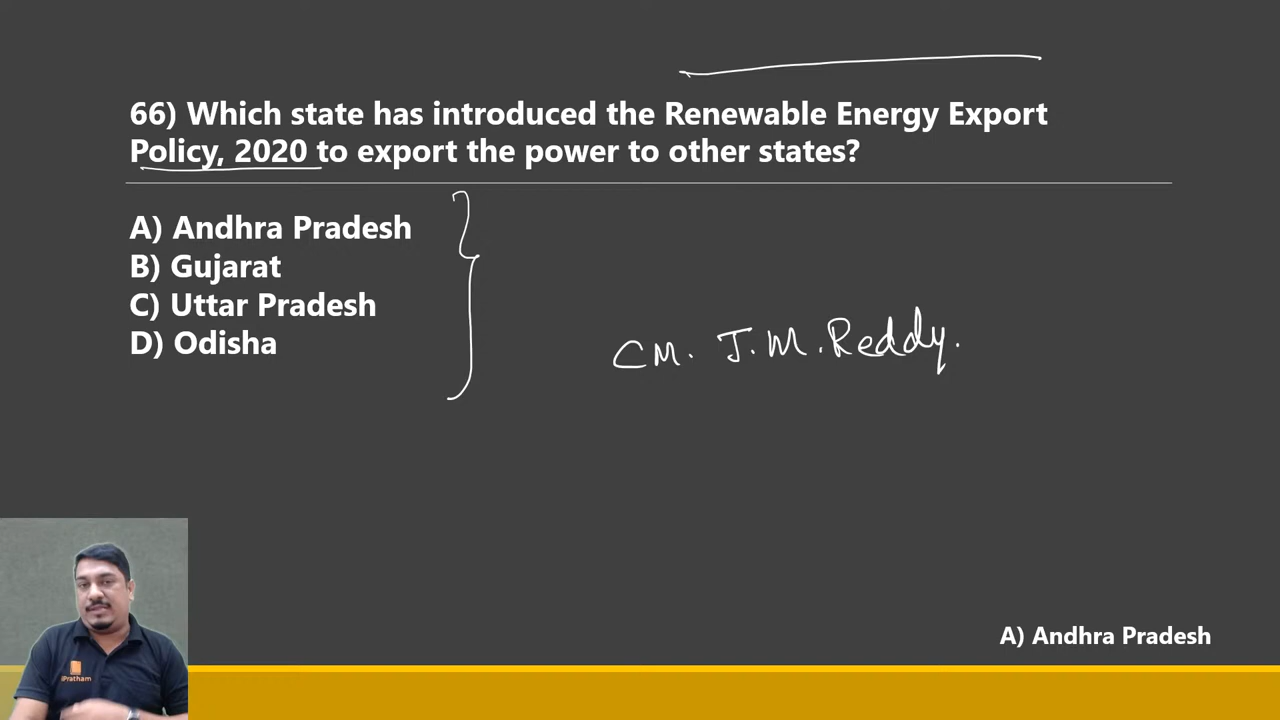 66) Which state has introduced the Renewable Energy Export
Policy, 2020 to export the power to other states?
A) Andhra Pradesh
B) Gujarat
C) Uttar Pradesh
D) Odisha
CM. J.M.Reddy.
iPratham
A) Andhra Pradesh